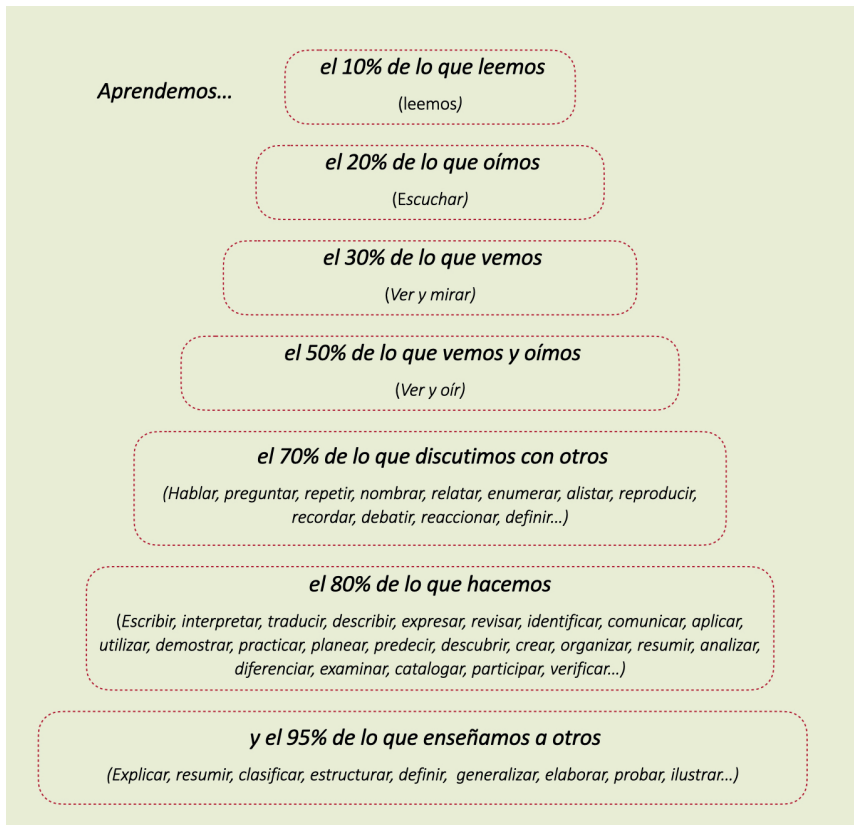 Aprendemos...
el 10% de lo que leemos
(leemos)
el 20% de lo que oímos
(Escuchar)
el 30% de lo que vemos
(Ver y mirar)
el 50% de lo que vemos y oímos
(Ver y oír)
el 70% de lo que discutimos con otros
(Hablar, preguntar, repetir, nombrar, relatar, enumerar, alistar, reproducir,
recordar, debatir, reaccionar, definir...)
el 80% de lo que hacemos
(Escribir, interpretar, traducir, describir, expresar, revisar, identificar, comunicar, aplicar,
utilizar, demostrar, practicar, planear, predecir, descubrir, crear, organizar, resumir, analizar,
diferenciar, examinar, catalogar, participar, verificar...)
y el 95% de lo que enseñamos a otros
(Explicar, resumir, clasificar, estructurar, definir, generalizar, elaborar, probar, ilustrar...)